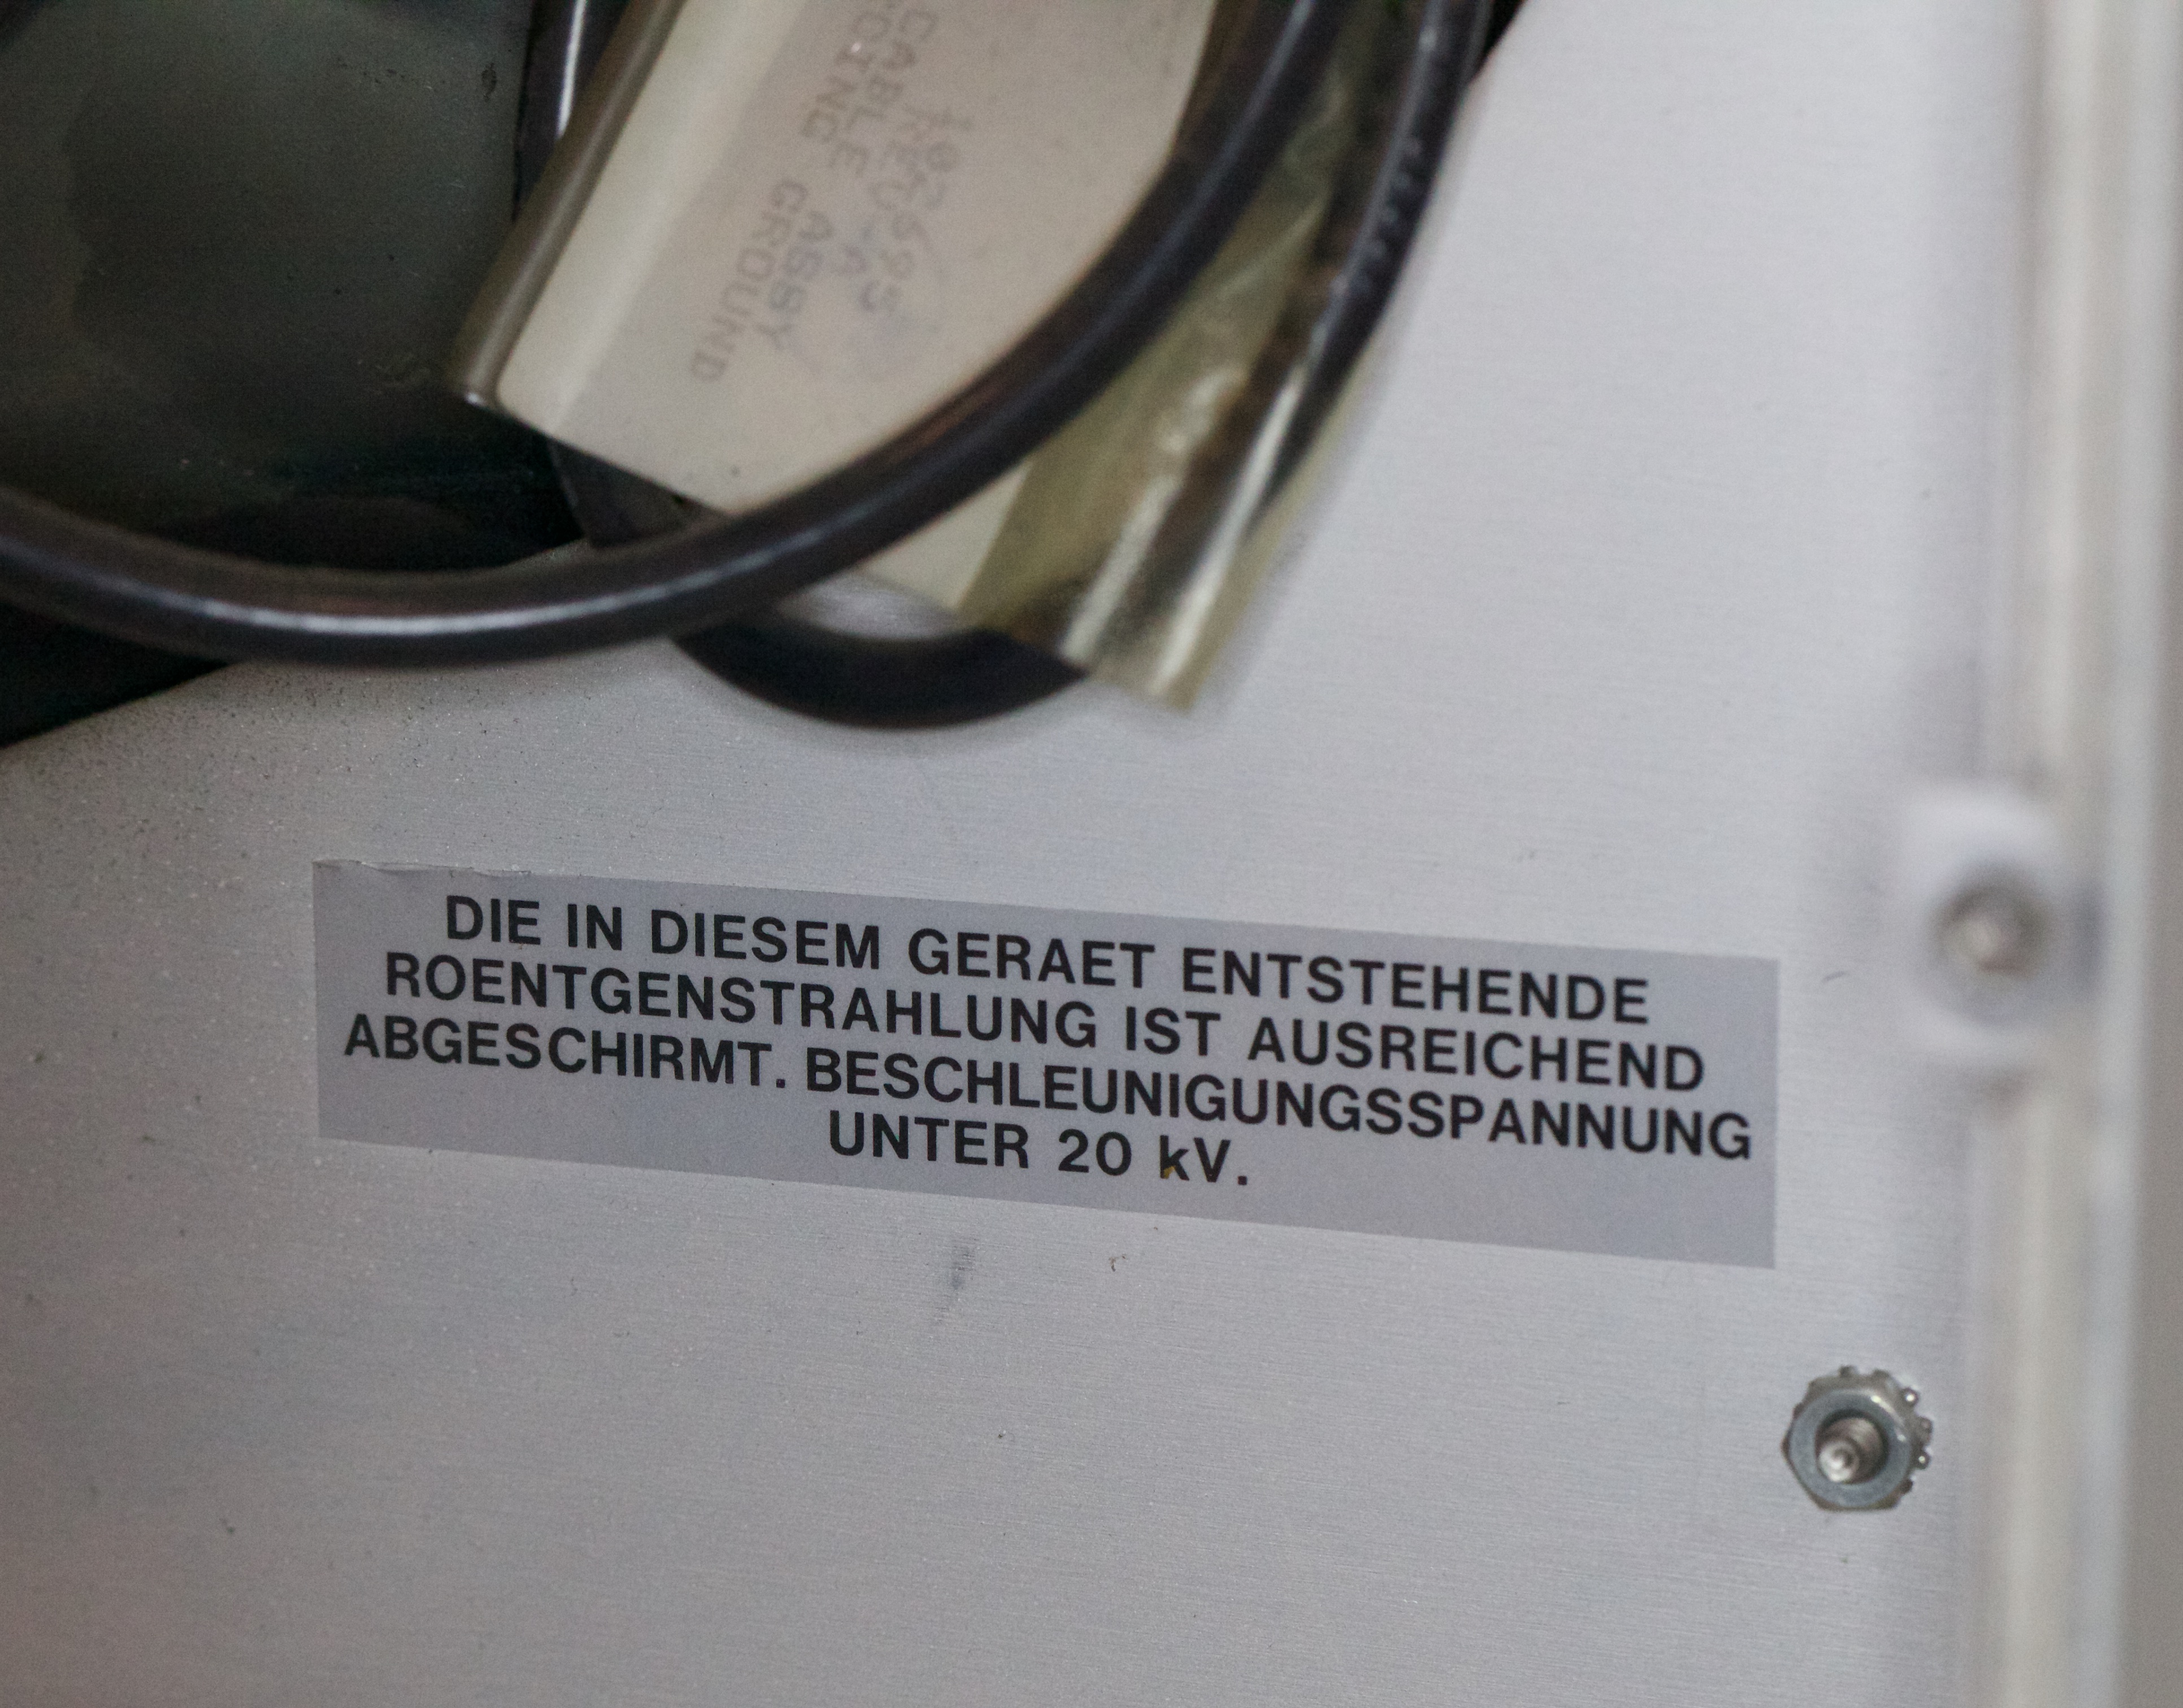 CABLE ASSY
GROUND
DIE IN DIESEM GERAET ENTSTEHENDE
ROENTGENSTRAHLUNG IST AUSREICHEND
ABGESCHIRMT. BESCHLEUNIGUNGSSPANNUNG
UNTER 20 kV.